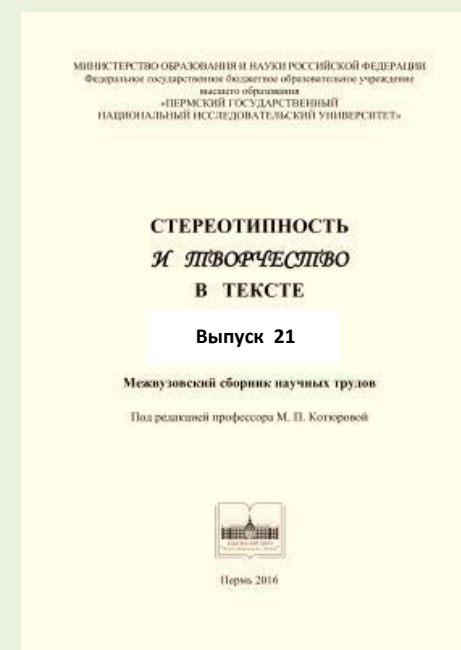 МИНИСТЕРСТВО ОБРАЗОВАНИЯ И НАУКИ РОССИЙСКОЙ ФЕДЕРАЦИИ
Федеральное государственное бюджетное образовательное учреждение
высшего образования
«ПЕРМСКИЙ ГОСУДАРСТВЕННЫЙ
НАЦИОНАЛЬНЫЙ ИССЛЕДОВАТЕЛЬСКИЙ УНИВЕРСИТЕТ»
СТЕРЕОТИПНОСТЬ
И ТВОРЧЕСТВО
В ТЕКСТЕ
Выпуск 21
Межвузовский сборник научных трудов
Под редакцией профессора М. П. Котюровой
Пермь 2016